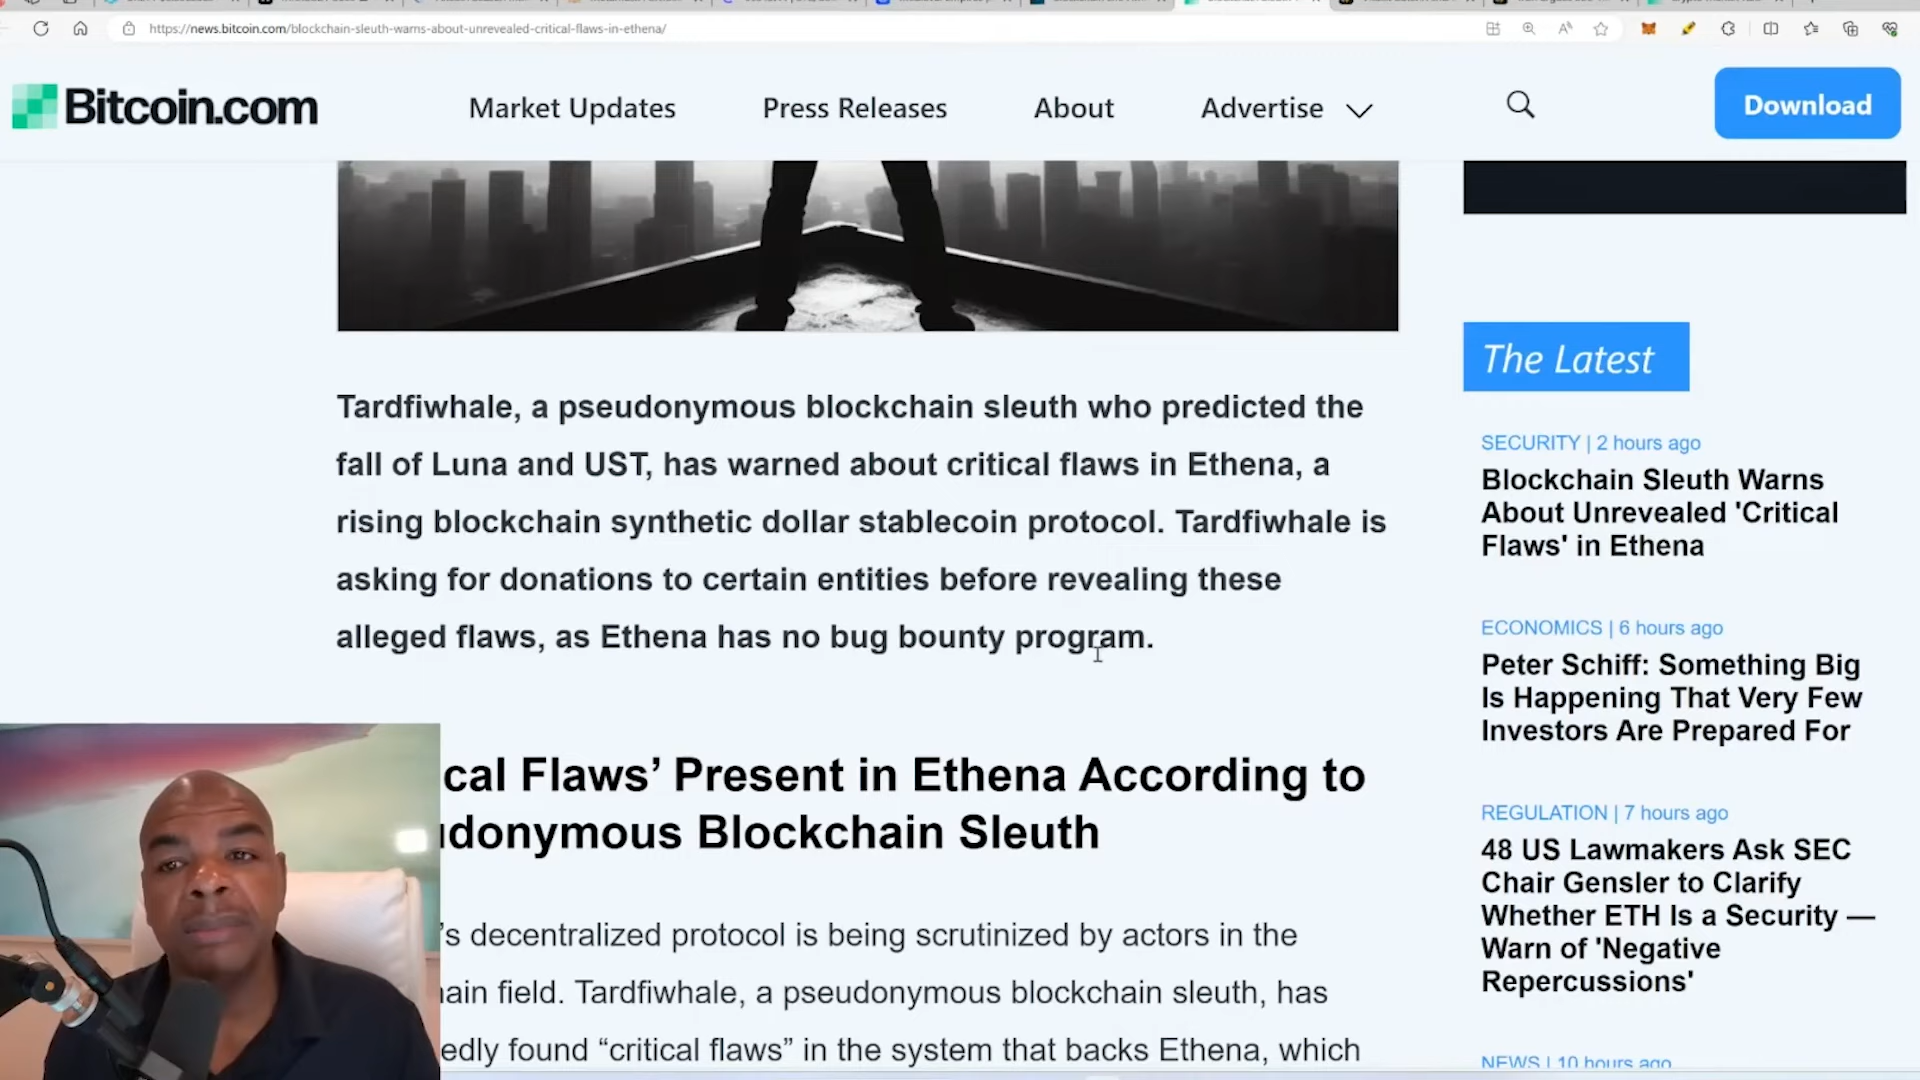 https://news.bitcoin.com/blockchain-sleuth-warns-about-unrevealed-critical-flaws-in-ethena/
Bitcoin.com
Market Updates
Press Releases
About
Advertise
Download
Tardfiwhale, a pseudonymous blockchain sleuth who predicted the
fall of Luna and UST, has warned about critical flaws in Ethena, a
rising blockchain synthetic dollar stablecoin protocol. Tardfiwhale is
asking for donations to certain entities before revealing these
alleged flaws, as Ethena has no bug bounty program.
cal Flaws’ Present in Ethena According to
udonymous Blockchain Sleuth
’s decentralized protocol is being scrutinized by actors in the
ain field. Tardfiwhale, a pseudonymous blockchain sleuth, has
edly found “critical flaws” in the system that backs Ethena, which
The Latest
SECURITY | 2 hours ago
Blockchain Sleuth Warns
About Unrevealed 'Critical
Flaws' in Ethena
ECONOMICS | 6 hours ago
Peter Schiff: Something Big
Is Happening That Very Few
Investors Are Prepared For
REGULATION | 7 hours ago
48 US Lawmakers Ask SEC
Chair Gensler to Clarify
Whether ETH Is a Security —
Warn of 'Negative
Repercussions'
NEWS | 10 hours ago